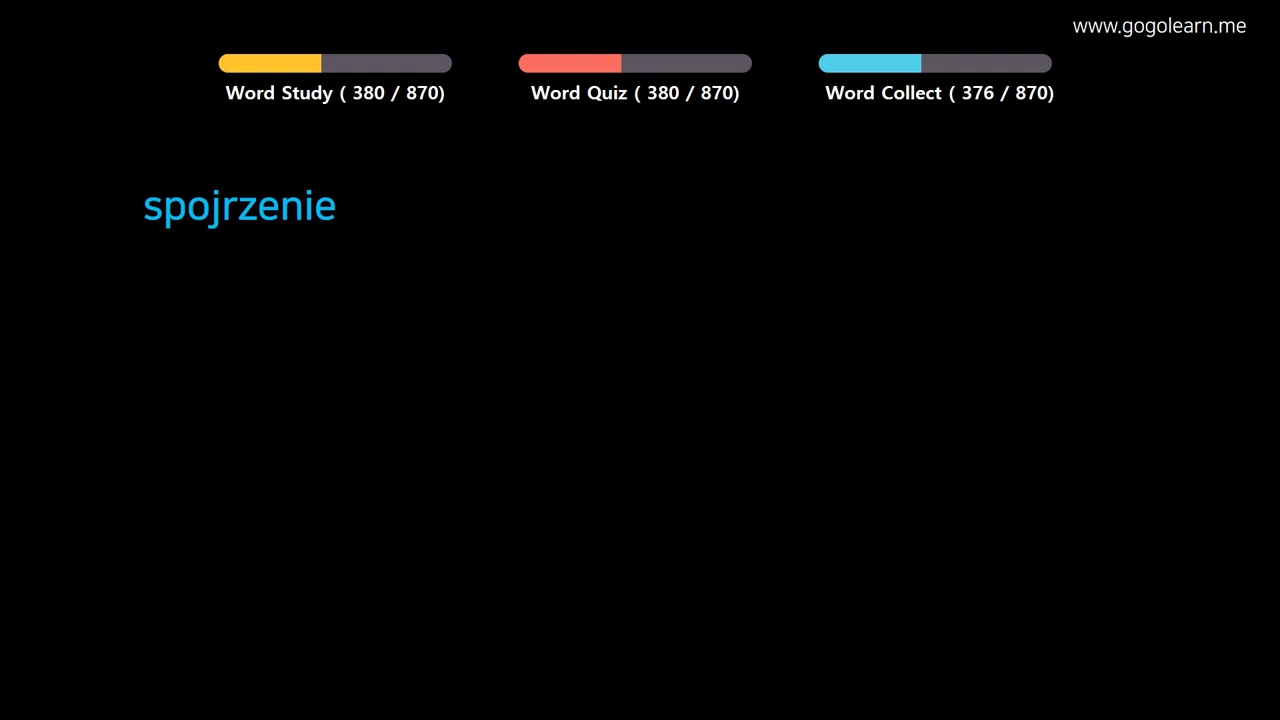 www.gogolearn.me
Word Study ( 380 / 870)
Word Quiz ( 380 / 870)
Word Collect ( 376 / 870)
spojrzenie